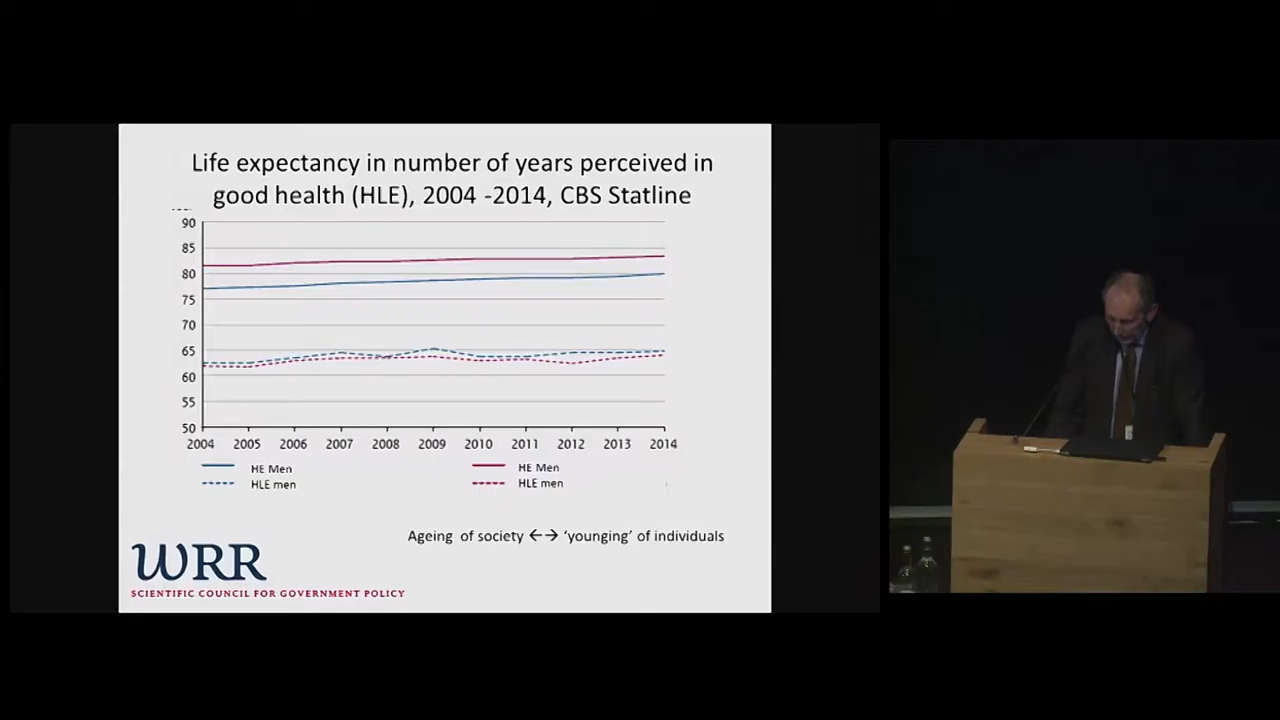 Life expectancy in number of years perceived in
good health (HLE), 2004 -2014, CBS Statline
90
85
80
75
70
65
60
55
50
2004 2005 2006 2007 2008 2009 2010 2011 2012 2013 2014
HE Men HE Men
HLE men HLE men
Ageing of society ←→ ‘younging’ of individuals
WRR
SCIENTIFIC COUNCIL FOR GOVERNMENT POLICY